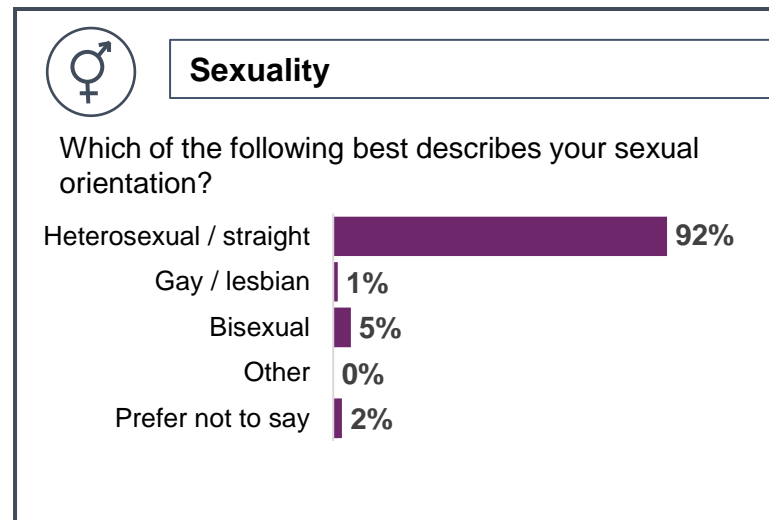 Sexuality
Which of the following best describes your sexual
orientation?
Heterosexual / straight 92%
Gay / lesbian 1%
Bisexual 5%
Other 0%
Prefer not to say 2%